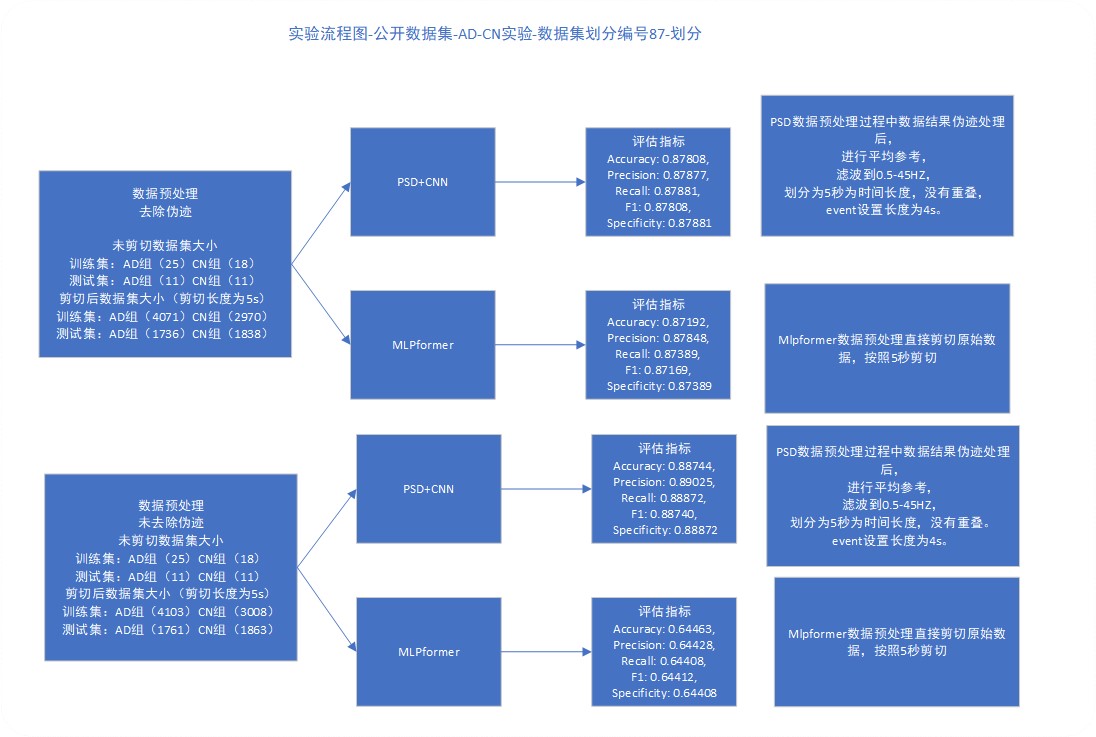 实验流程图-公开数据集-AD-CN实验-数据集划分编号87-划分
数据预处理
去除伪迹
未剪切数据集大小
训练集：AD组（25）CN组（18）
测试集：AD组（11）CN组（11）
剪切后数据集大小（剪切长度为5s）
训练集：AD组（4071）CN组（2970）
测试集：AD组（1736）CN组（1838）
PSD+CNN
评估指标
Accuracy: 0.87808,
Precision: 0.87877,
Recall: 0.87881,
F1: 0.87808,
Specificity: 0.87881
PSD数据预处理过程中数据结果伪迹处理
后，
进行平均参考，
滤波到0.5-45HZ，
划分为5秒为时间长度，没有重叠，
event设置长度为4s。
MLPformer
评估指标
Accuracy: 0.87192,
Precision: 0.87848,
Recall: 0.87389,
F1: 0.87169,
Specificity: 0.87389
Mlpformer数据预处理直接剪切原始数
据，按照5秒剪切
数据预处理
未去除伪迹
未剪切数据集大小
训练集：AD组（25）CN组（18）
测试集：AD组（11）CN组（11）
剪切后数据集大小（剪切长度为5s）
训练集：AD组（4103）CN组（3008）
测试集：AD组（1761）CN组（1863）
PSD+CNN
评估指标
Accuracy: 0.88744,
Precision: 0.89025,
Recall: 0.88872,
F1: 0.88740,
Specificity: 0.88872
PSD数据预处理过程中数据结果伪迹处理
后，
进行平均参考，
滤波到0.5-45HZ，
划分为5秒为时间长度，没有重叠。
event设置长度为4s。
MLPformer
评估指标
Accuracy: 0.64463,
Precision: 0.64428,
Recall: 0.64408,
F1: 0.64412,
Specificity: 0.64408
Mlpformer数据预处理直接剪切原始数
据，按照5秒剪切